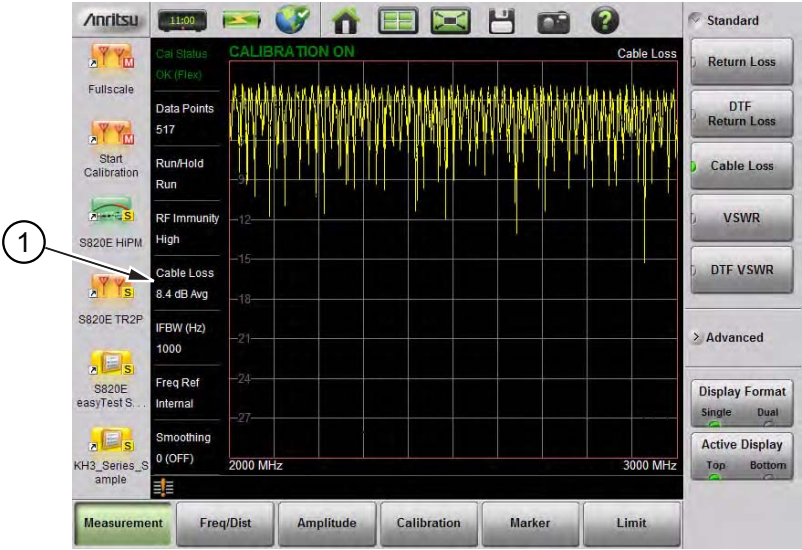 Anritsu
11:00
Standard
Fullscale
Start
Calibration
S820E HiPM
S820E TR2P
S820E
easyTest S. . .
KH3_Series_S
ample
1
Cal Status
OK (Flex)
Data Points
517
Run/Hold
Run
RF Immunity
High
Cable Loss
8.4 dB Avg
IFBW (Hz)
1000
Freq Ref
Internal
Smoothing
0 (OFF)
CALIBRATION ON
Cable Loss
-9
-12
-15
-18
-21
-24
-27
2000 MHz
3000 MHz
Return Loss
DTF
Return Loss
Cable Loss
VSWR
DTF VSWR
Advanced
Display Format
Single Dual
Active Display
Top Bottom
Measurement
Freq/Dist
Amplitude
Calibration
Marker
Limit